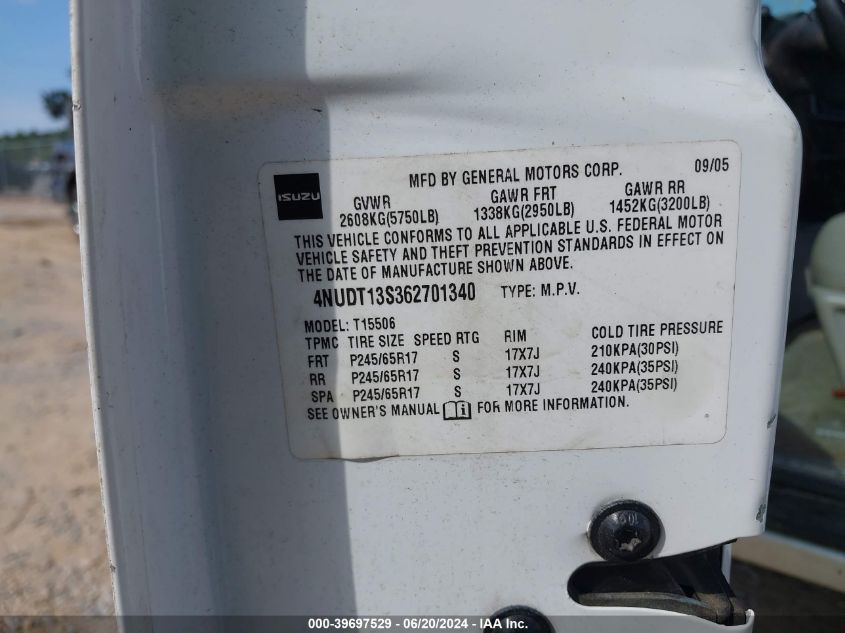 MFD BY GENERAL MOTORS CORP. 09/05
ISUZU
GVWR GAWR FRT GAWR RR
2608KG(5750LB) 1338KG(2950LB) 1452KG(3200LB)
THIS VEHICLE CONFORMS TO ALL APPLICABLE U.S. FEDERAL MOTOR
VEHICLE SAFETY AND THEFT PREVENTION STANDARDS IN EFFECT ON
THE DATE OF MANUFACTURE SHOWN ABOVE.
4NUDT13S362701340 TYPE: M.P.V.
MODEL: T15506
TPMC TIRE SIZE SPEED RTG RIM COLD TIRE PRESSURE
FRT P245/65R17 S 17X7J 210KPA(30PSI)
RR P245/65R17 S 17X7J 240KPA(35PSI)
SPA P245/65R17 S 17X7J 240KPA(35PSI)
SEE OWNER'S MANUAL FOR MORE INFORMATION.
000-39697529 - 06/20/2024 - IAA Inc.